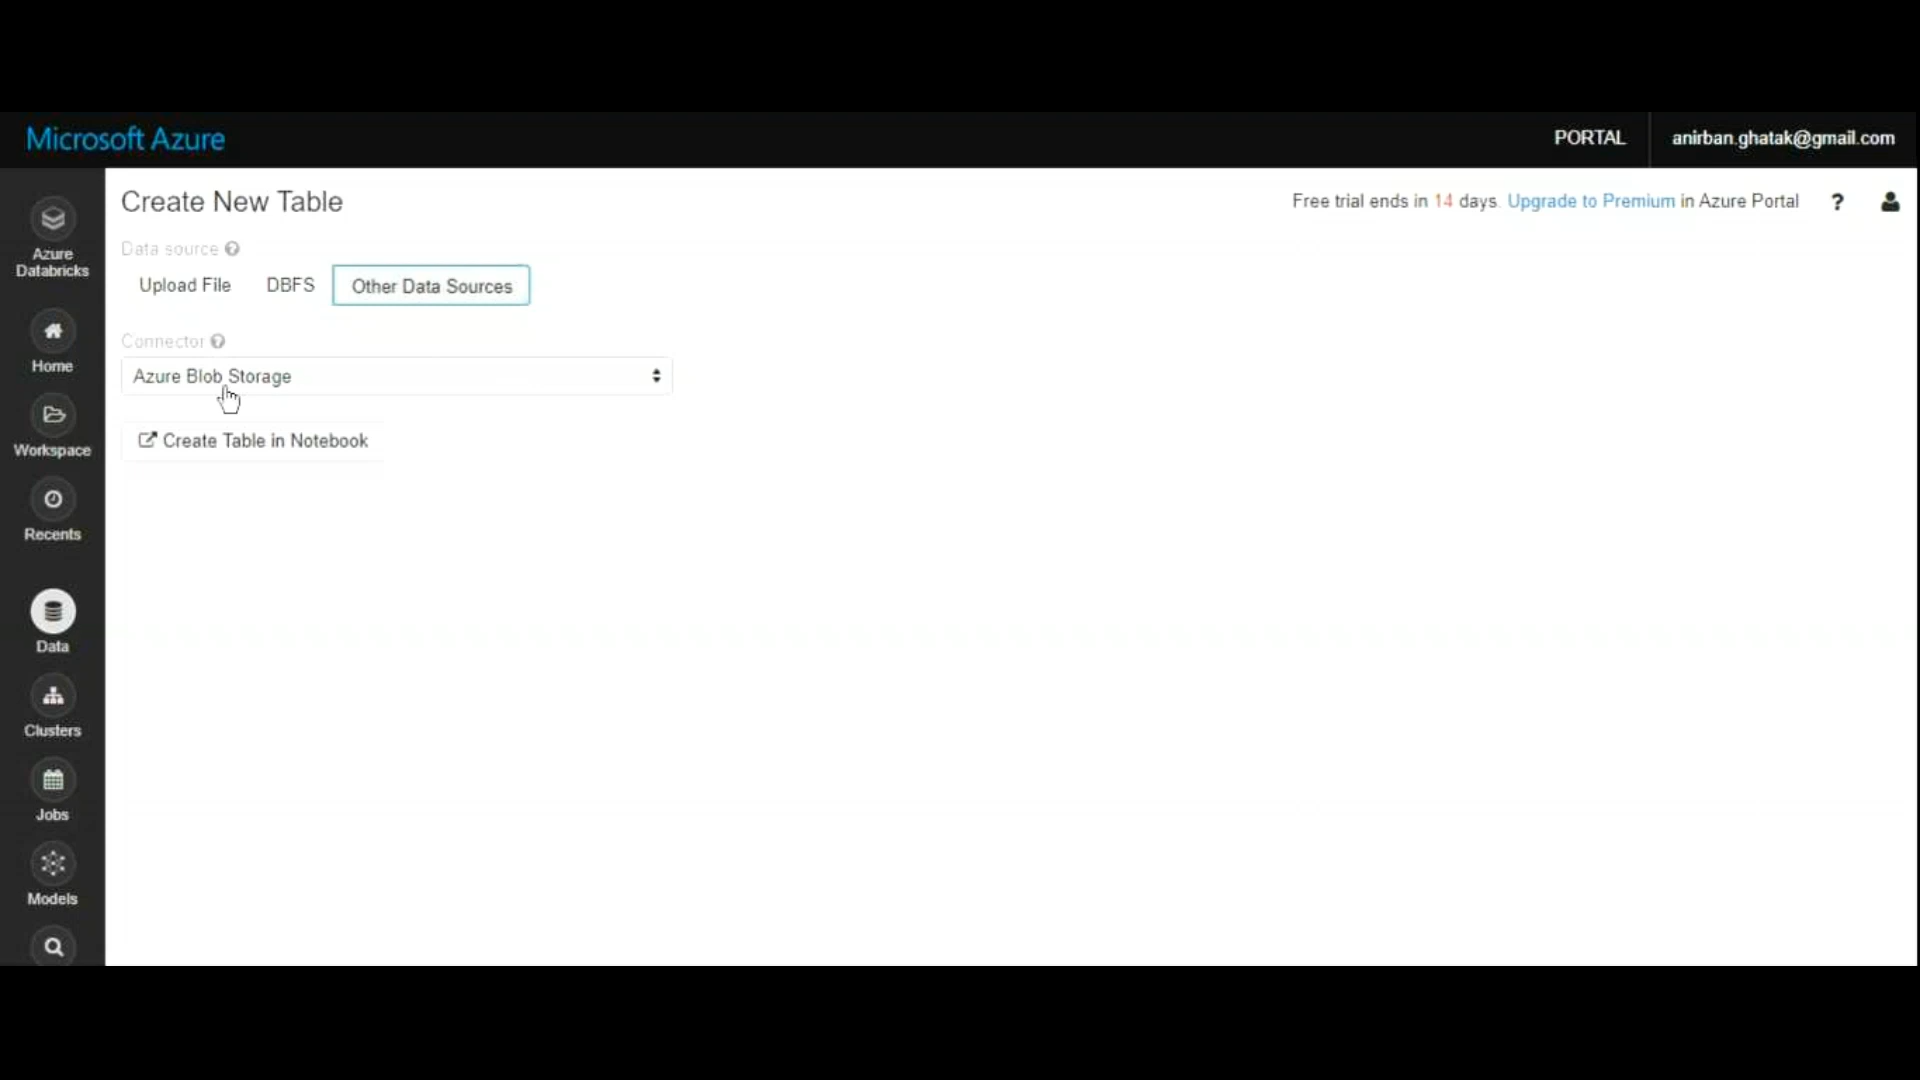 Microsoft Azure
PORTAL
anirban.ghatak@gmail.com
Azure
Databricks
Home
Workspace
Recents
Data
Clusters
Jobs
Models
Create New Table
Free trial ends in 14 days. Upgrade to Premium in Azure Portal ?
Data source ?
Upload File DBFS Other Data Sources
Connector ?
Azure Blob Storage
Create Table in Notebook